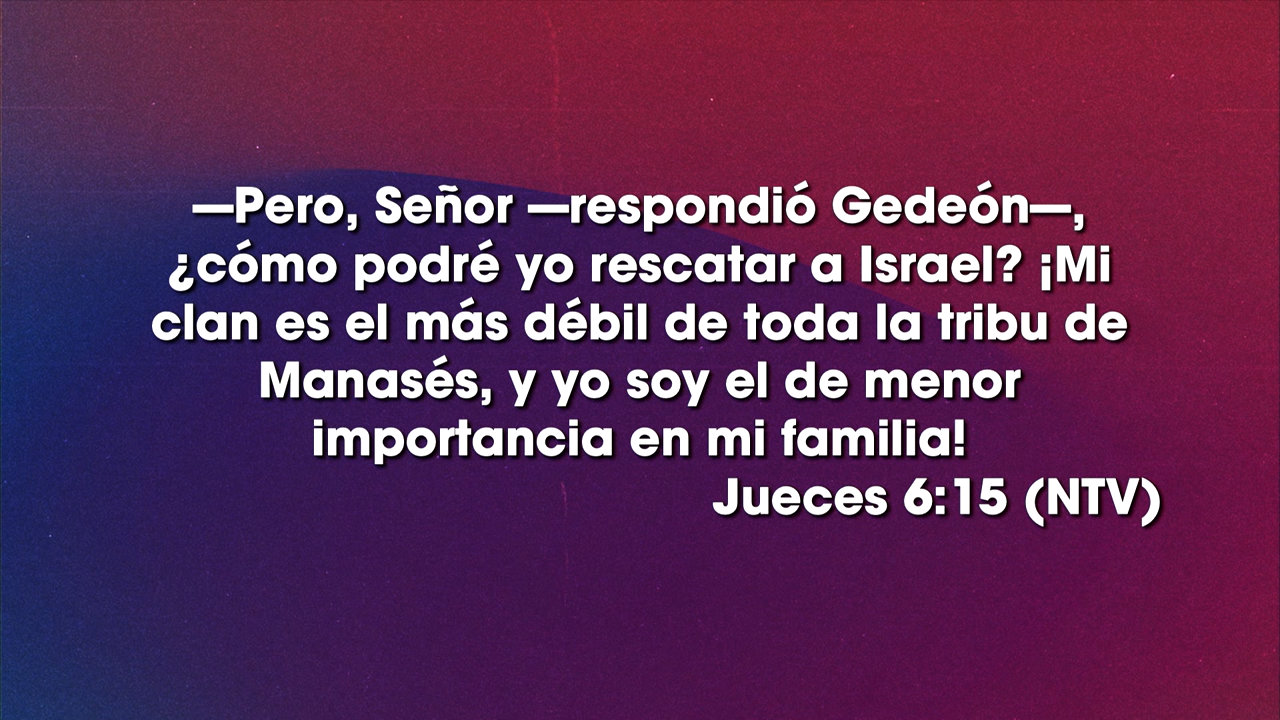 —Pero, Señor —respondió Gedeón—,
¿cómo podré yo rescatar a Israel? ¡Mi
clan es el más débil de toda la tribu de
Manasés, y yo soy el de menor
importancia en mi familia!
Jueces 6:15 (NTV)